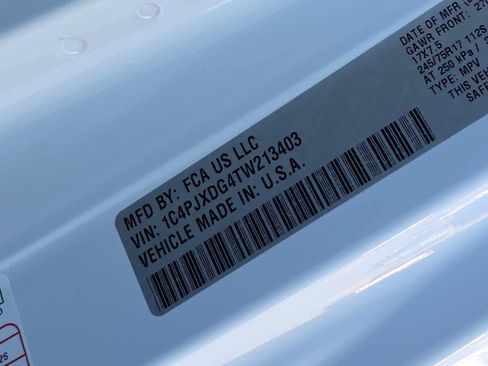 MFD BY: FCA US LLC
VIN: 1C4PJXDG4TW213403
VEHICLE MADE IN: U.S.A.
DATE OF MFR
GAWR FRONT:
17X7.5
245/75R17 112S
AT 250 kPa /
TYPE: MPV
THIS VEH
SAFE